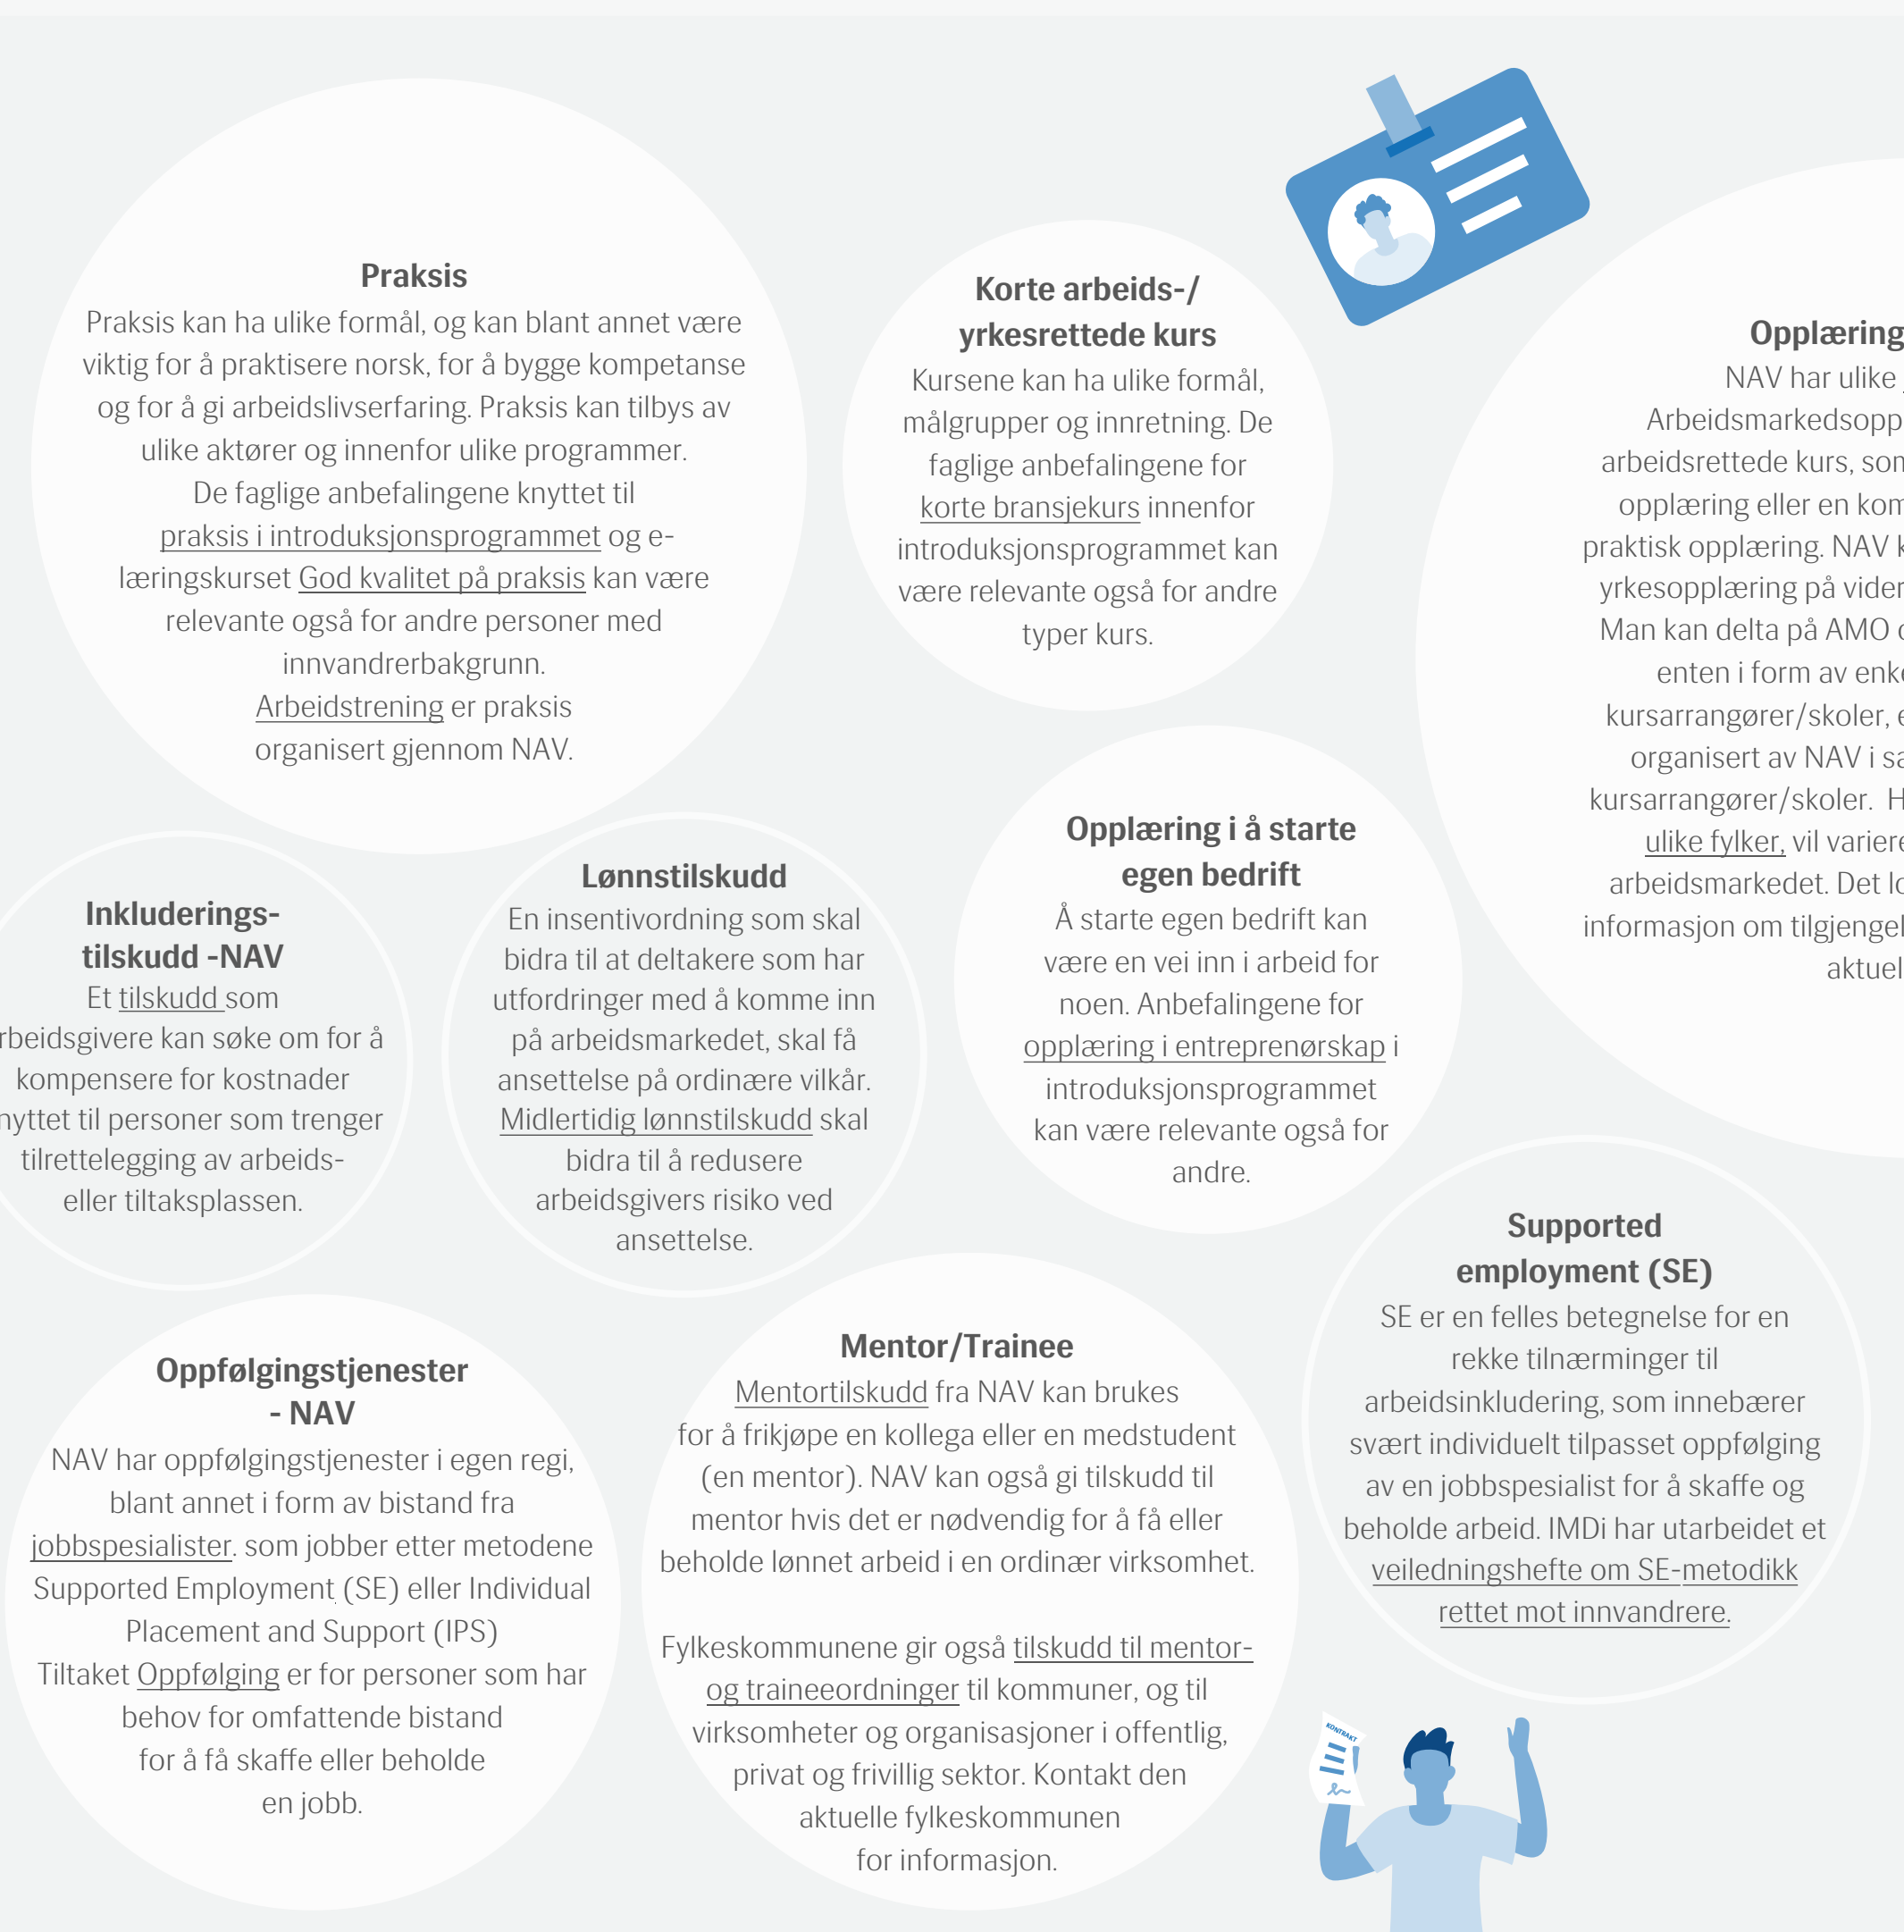 Praksis
Praksis kan ha ulike formål, og kan blant annet være
viktig for å praktisere norsk, for å bygge kompetanse
og for å gi arbeidslivserfaring. Praksis kan tilbys av
ulike aktører og innenfor ulike programmer.
De faglige anbefalingene knyttet til
praksis i introduksjonsprogrammet og e-
læringskurset God kvalitet på praksis kan være
relevante også for andre personer med
innvandrerbakgrunn.
Arbeidstrening er praksis
organisert gjennom NAV.
Korte arbeids-/
yrkesrettede kurs
Kursene kan ha ulike formål,
målgrupper og innretning. De
faglige anbefalingene for
korte bransjekurs innenfor
introduksjonsprogrammet kan
være relevante også for andre
typer kurs.
Opplæring
NAV har ulike
Arbeidsmarkedsopp
arbeidsrettede kurs, som
opplæring eller en kom
praktisk opplæring. NAV k
yrkesopplæring på vider
Man kan delta på AMO o
enten i form av enke
kursarrangører/skoler, e
organisert av NAV i sa
kursarrangører/skoler. H
ulike fylker, vil variere
arbeidsmarkedet. Det lo
informasjon om tilgjengel
aktuel
Inkluderings-
tilskudd -NAV
Et tilskudd som
rbeidsgivere kan søke om for å
kompensere for kostnader
nyttet til personer som trenger
tilrettelegging av arbeids-
eller tiltaksplassen.
Lønnstilskudd
En insentivordning som skal
bidra til at deltakere som har
utfordringer med å komme inn
på arbeidsmarkedet, skal få
ansettelse på ordinære vilkår.
Midlertidig lønnstilskudd skal
bidra til å redusere
arbeidsgivers risiko ved
ansettelse.
Opplæring i å starte
egen bedrift
Å starte egen bedrift kan
være en vei inn i arbeid for
noen. Anbefalingene for
opplæring i entreprenørskap i
introduksjonsprogrammet
kan være relevante også for
andre.
Oppfølgingstjenester
- NAV
NAV har oppfølgingstjenester i egen regi,
blant annet i form av bistand fra
jobbspesialister. som jobber etter metodene
Supported Employment (SE) eller Individual
Placement and Support (IPS)
Tiltaket Oppfølging er for personer som har
behov for omfattende bistand
for å få skaffe eller beholde
en jobb.
Mentor/Trainee
Mentortilskudd fra NAV kan brukes
for å frikjøpe en kollega eller en medstudent
(en mentor). NAV kan også gi tilskudd til
mentor hvis det er nødvendig for å få eller
beholde lønnet arbeid i en ordinær virksomhet.
Fylkeskommunene gir også tilskudd til mentor-
og traineeordninger til kommuner, og til
virksomheter og organisasjoner i offentlig,
privat og frivillig sektor. Kontakt den
aktuelle fylkeskommunen
for informasjon.
Supported
employment (SE)
SE er en felles betegnelse for en
rekke tilnærminger til
arbeidsinkludering, som innebærer
svært individuelt tilpasset oppfølging
av en jobbspesialist for å skaffe og
beholde arbeid. IMDi har utarbeidet et
veiledningshefte om SE-metodikk
rettet mot innvandrere.
KONTRAKT